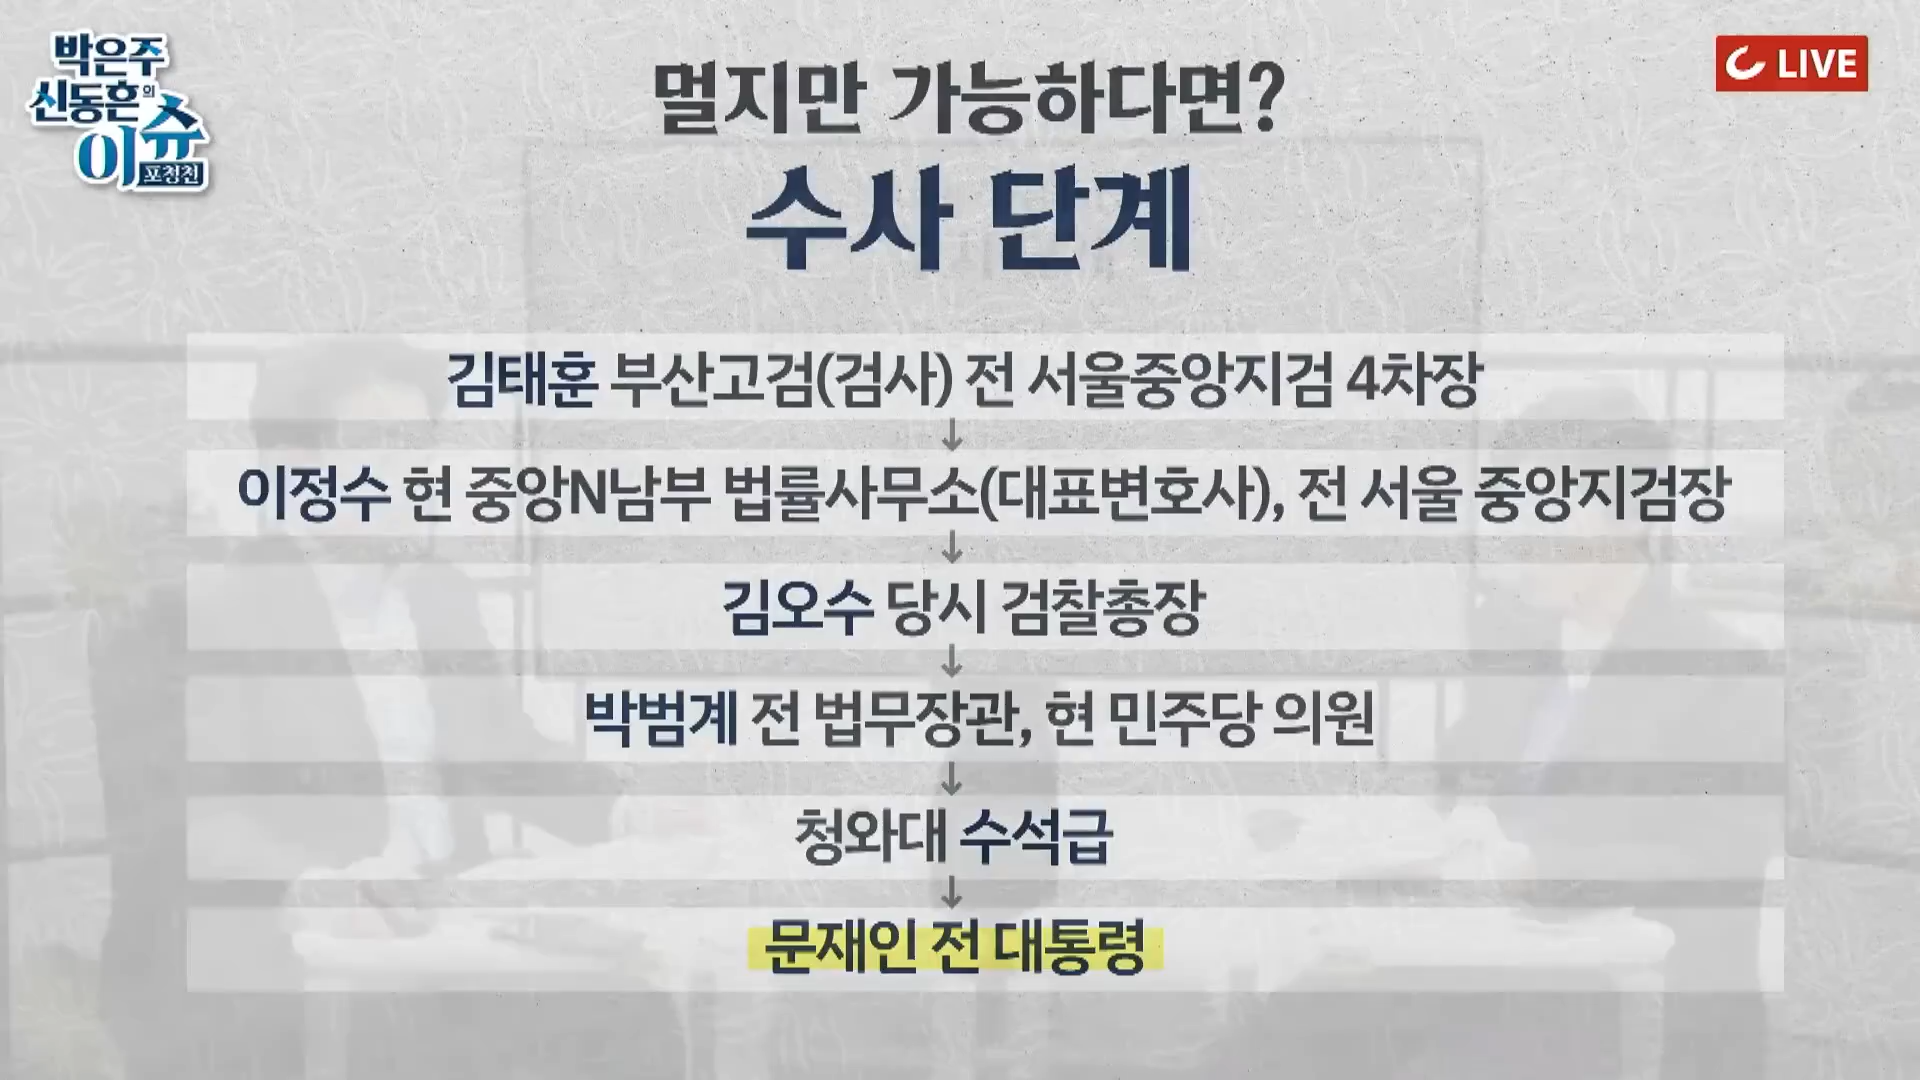 박은주
신동흔의
이슈
포청천
LIVE
멀지만 가능하다면?
수사 단계
김태훈 부산고검(검사) 전 서울중앙지검 4차장
↓
이정수 현 중앙N남부 법률사무소(대표변호사), 전 서울 중앙지검장
↓
김오수 당시 검찰총장
↓
박범계 전 법무장관, 현 민주당 의원
↓
청와대 수석급
↓
문재인 전 대통령